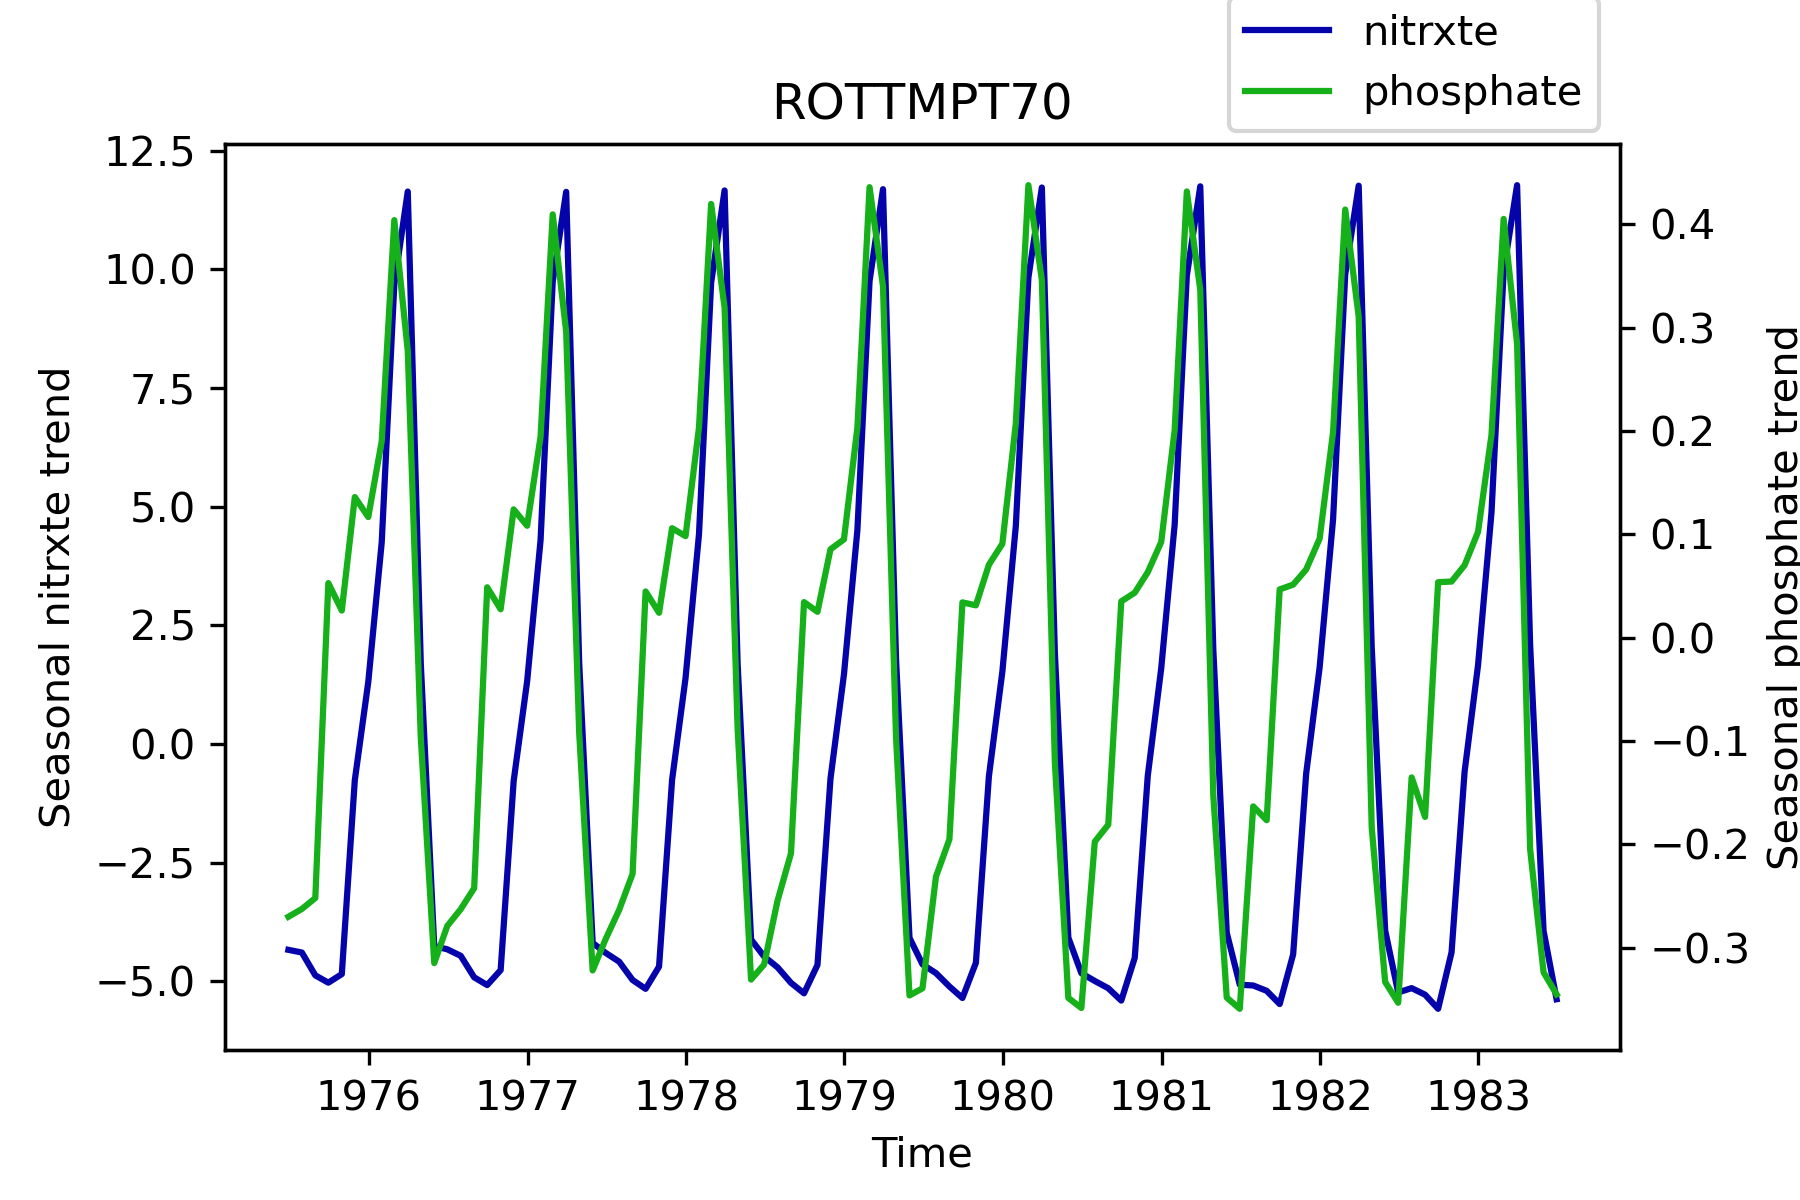 nitrxte
phosphate
ROTTMPT70
12.5
10.0
7.5
5.0
2.5
0.0
−2.5
−5.0
Seasonal nitrxte trend
0.4
0.3
0.2
0.1
0.0
−0.1
−0.2
−0.3
Seasonal phosphate trend
1976 1977 1978 1979 1980 1981 1982 1983
Time